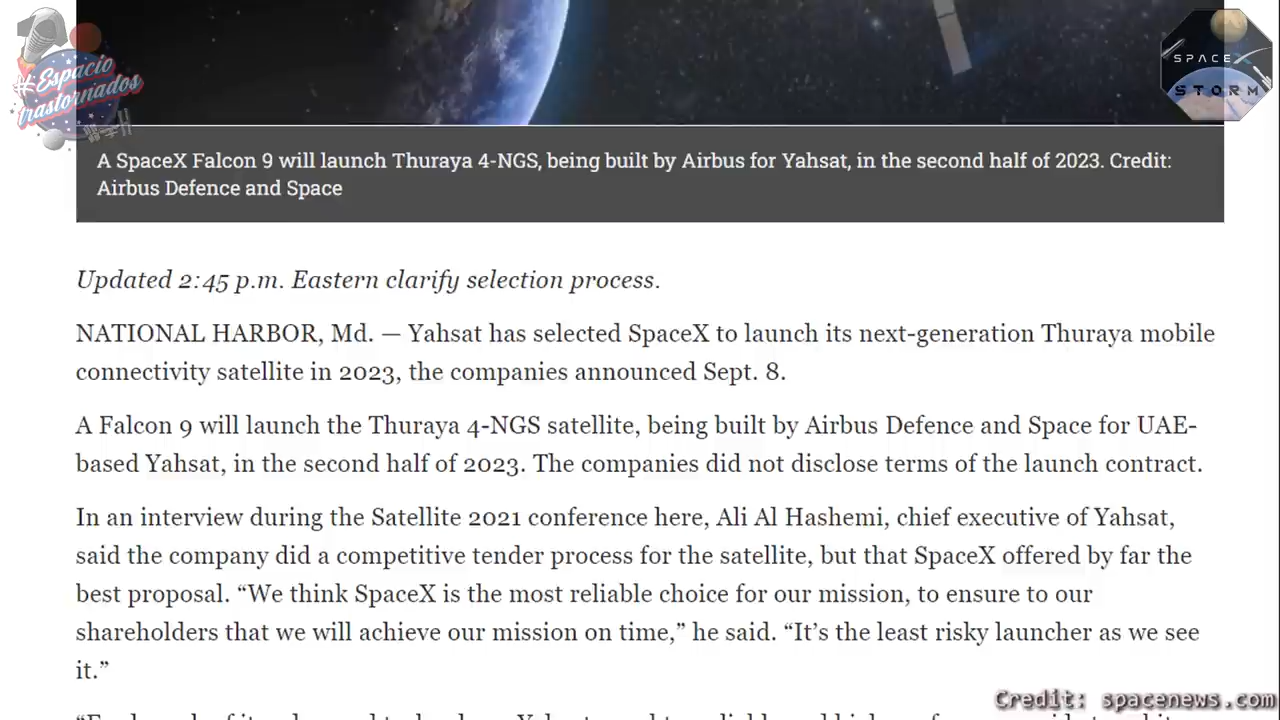 #Espacio
trastornados
SPACEX
STORM
A SpaceX Falcon 9 will launch Thuraya 4-NGS, being built by Airbus for Yahsat, in the second half of 2023. Credit:
Airbus Defence and Space
Updated 2:45 p.m. Eastern clarify selection process.
NATIONAL HARBOR, Md. — Yahsat has selected SpaceX to launch its next-generation Thuraya mobile
connectivity satellite in 2023, the companies announced Sept. 8.
A Falcon 9 will launch the Thuraya 4-NGS satellite, being built by Airbus Defence and Space for UAE-
based Yahsat, in the second half of 2023. The companies did not disclose terms of the launch contract.
In an interview during the Satellite 2021 conference here, Ali Al Hashemi, chief executive of Yahsat,
said the company did a competitive tender process for the satellite, but that SpaceX offered by far the
best proposal. “We think SpaceX is the most reliable choice for our mission, to ensure to our
shareholders that we will achieve our mission on time,” he said. “It’s the least risky launcher as we see
it.”
Credit: spacenews.com